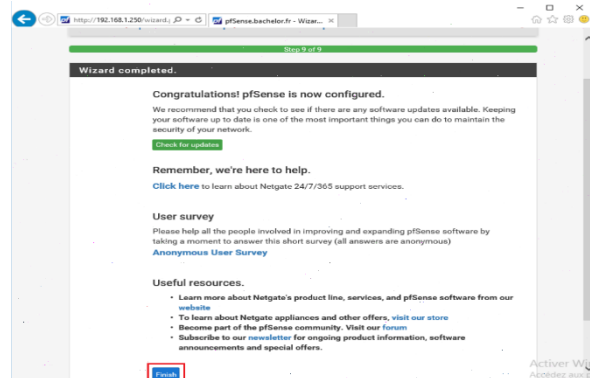 http://192.168.1.250/wizard.
pfSense.bachelor.fr - Wizar...
Step 9 of 9
Wizard completed.
Congratulations! pfSense is now configured.
We recommend that you check to see if there are any software updates available. Keeping
your software up to date is one of the most important things you can do to maintain the
security of your network.
Check for updates
Remember, we're here to help.
Click here to learn about Netgate 24/7/365 support services.
User survey
Please help all the people involved in improving and expanding pfSense software by
taking a moment to answer this short survey (all answers are anonymous)
Anonymous User Survey
Useful resources.
• Learn more about Netgate's product line, services, and pfSense software from our
website
• To learn about Netgate appliances and other offers, visit our store
• Become part of the pfSense community. Visit our forum
• Subscribe to our newsletter for ongoing product information, software
announcements and special offers.
Activer Wi
Finish
Accédez aux